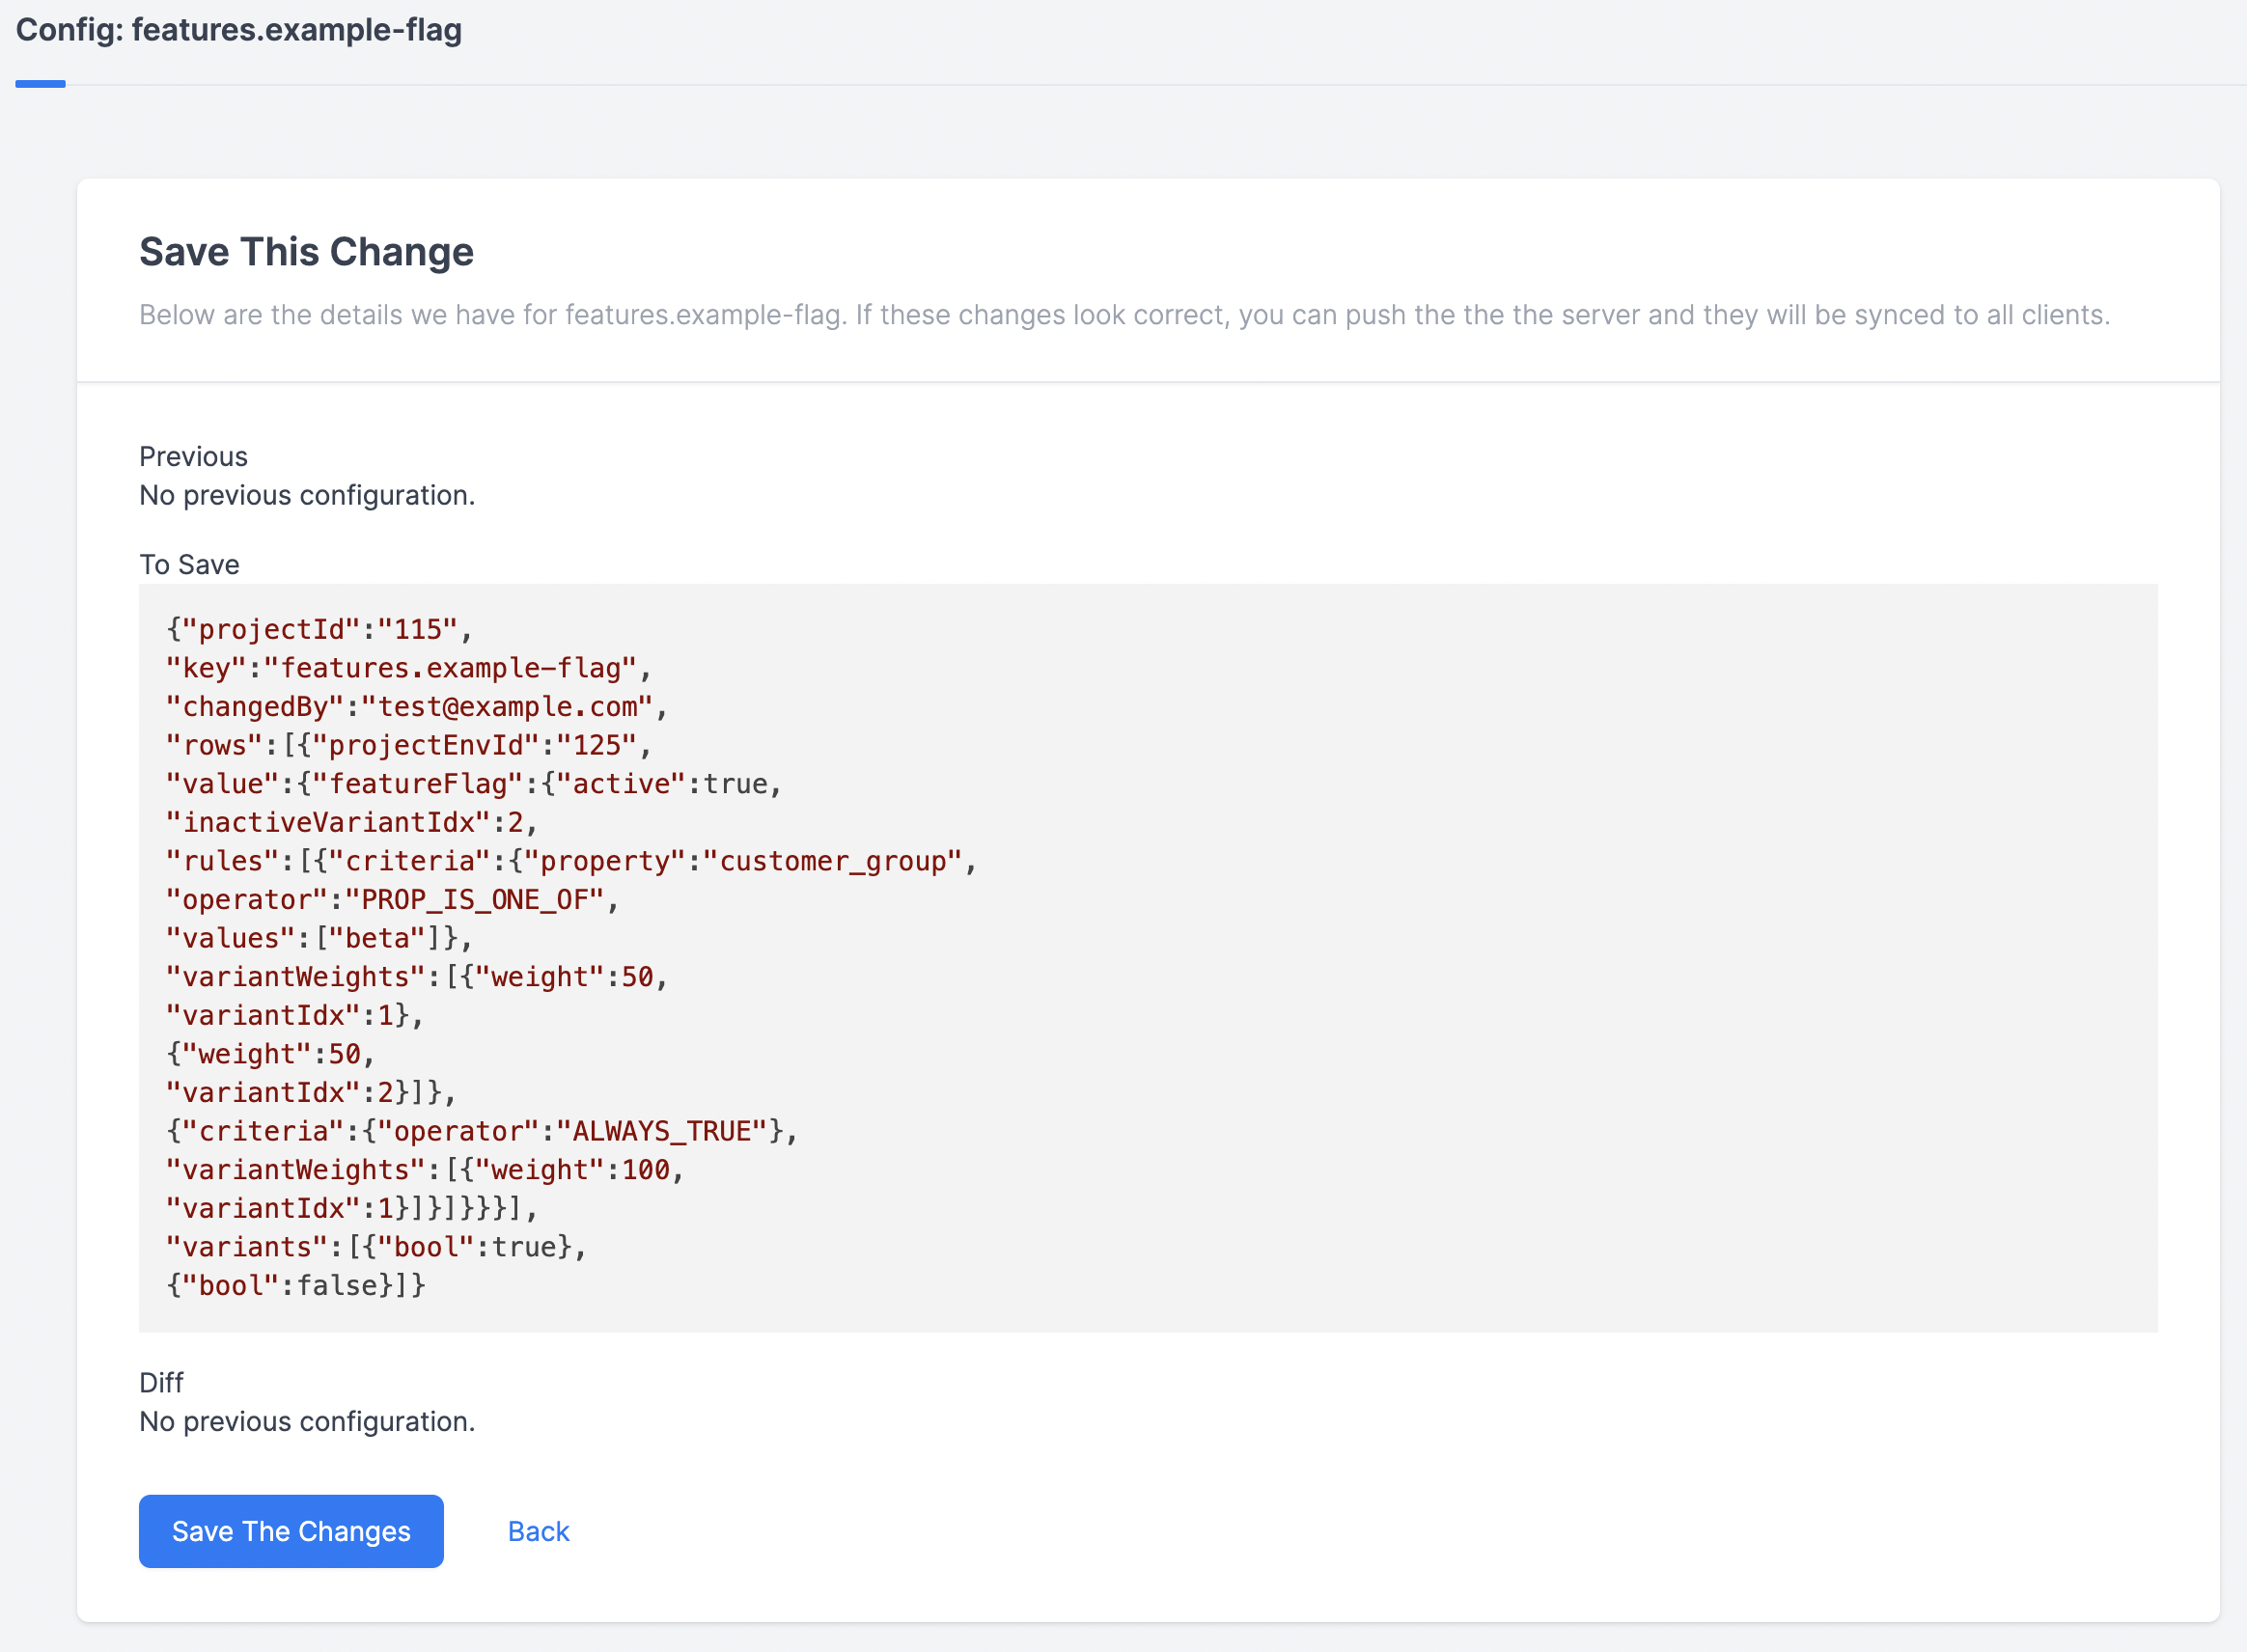 Config: features.example-flag
Save This Change
Below are the details we have for features.example-flag. If these changes look correct, you can push the the the server and they will be synced to all clients.
Previous
No previous configuration.
To Save
{"projectId":"115",
"key":"features.example-flag",
"changedBy":"test@example.com",
"rows":[{"projectEnvId":"125",
"value":{"featureFlag":{"active":true,
"inactiveVariantIdx":2,
"rules":[{"criteria":{"property":"customer_group",
"operator":"PROP_IS_ONE_OF",
"values":["beta"]},
"variantWeights":[{"weight":50,
"variantIdx":1},
{"weight":50,
"variantIdx":2}]},
{"criteria":{"operator":"ALWAYS_TRUE"},
"variantWeights":[{"weight":100,
"variantIdx":1}]}]}}}],
"variants":[{"bool":true},
{"bool":false}]}
Diff
No previous configuration.
Save The Changes
Back